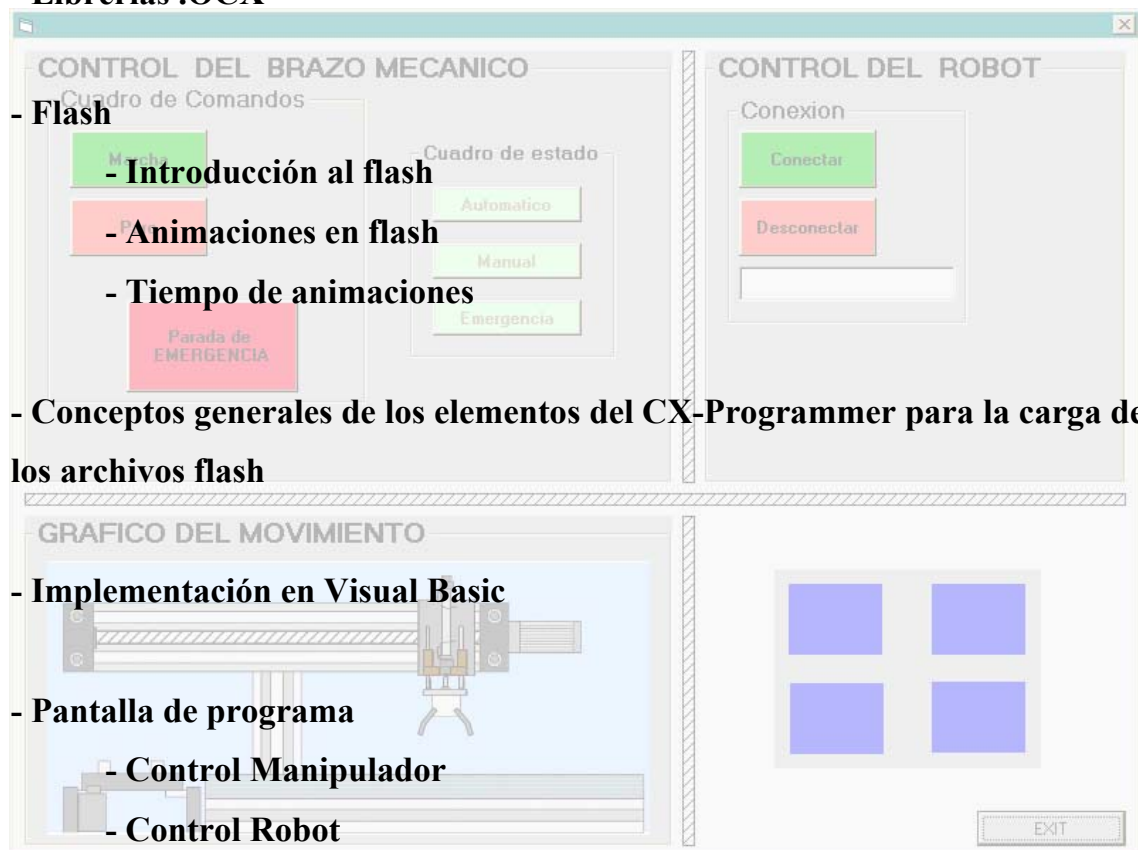 - Librerías .OCX
CONTROL DEL BRAZO MECANICO
CONTROL DEL ROBOT
Cuadro de Comandos
Conexion
- Flash
Marcha
Cuadro de estado
Conectar
- Introducción al flash
Automatico
- Animaciones en flash
Desconectar
Manual
- Tiempo de animaciones
Emergencia
Parada de
EMERGENCIA
- Conceptos generales de los elementos del CX-Programmer para la carga de
los archivos flash
GRAFICO DEL MOVIMIENTO
- Implementación en Visual Basic
- Pantalla de programa
- Control Manipulador
- Control Robot
EXIT